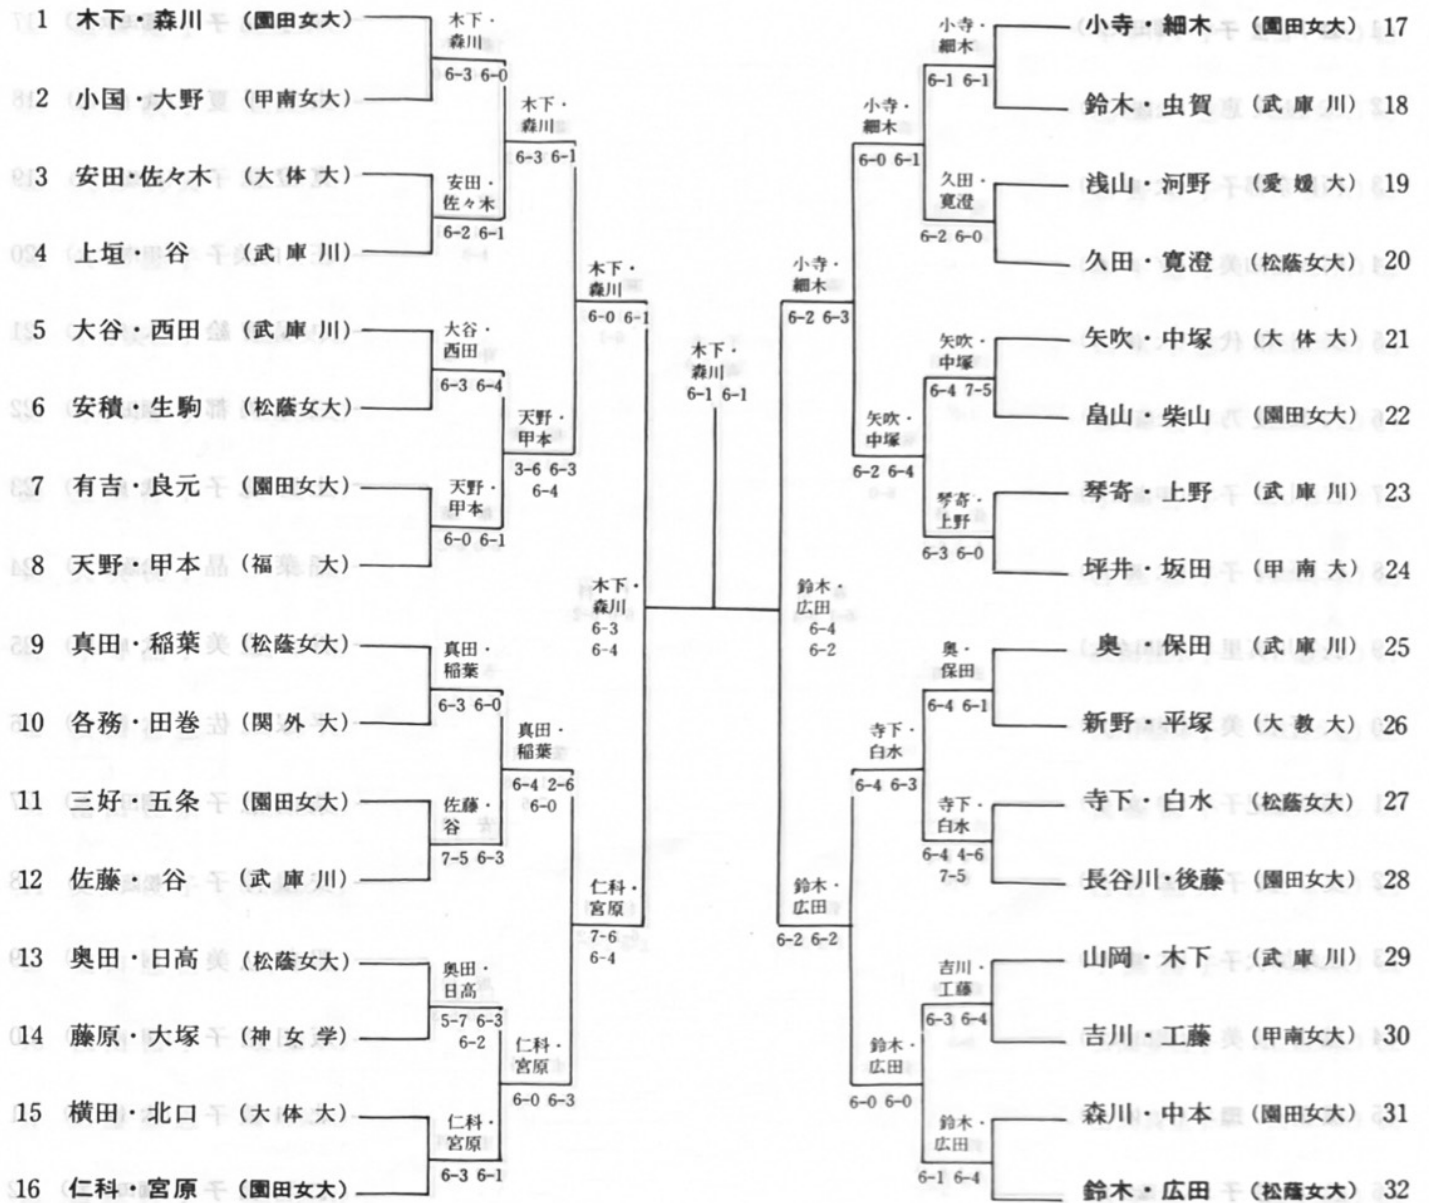 1 木下・森川 (園田女大)
2 小国・大野 (甲南女大)
3 安田・佐々木 (大体大)
4 上垣・谷 (武庫川)
5 大谷・西田 (武庫川)
6 安積・生駒 (松蔭女大)
7 有吉・良元 (園田女大)
8 天野・甲本 (福 大)
9 真田・稲葉 (松蔭女大)
10 各務・田巻 (関外大)
11 三好・五条 (園田女大)
12 佐藤・谷 (武庫川)
13 奥田・日高 (松蔭女大)
14 藤原・大塚 (神女学)
15 横田・北口 (大体大)
16 仁科・宮原 (園田女大)
木下・
森川
6-3 6-0
安田・
佐々木
6-2 6-1
大谷・
西田
6-3 6-4
天野・
甲本
6-0 6-1
真田・
稲葉
6-3 6-0
佐藤・
谷
7-5 6-3
奥田・
日高
5-7 6-3
6-2
仁科・
宮原
6-3 6-1
木下・
森川
6-3 6-1
天野・
甲本
3-6 6-3
6-4
真田・
稲葉
6-4 2-6
6-0
仁科・
宮原
6-0 6-3
木下・
森川
6-0 6-1
仁科・
宮原
7-6
6-4
木下・
森川
6-3
6-4
木下・
森川
6-1 6-1
鈴木・
広田
6-4
6-2
小寺・
細木
6-2 6-3
鈴木・
広田
6-2 6-2
小寺・
細木
6-0 6-1
矢吹・
中塚
6-2 6-4
寺下・
白水
6-4 6-3
鈴木・
広田
6-0 6-0
小寺・
細木
6-1 6-1
久田・
寛澄
6-2 6-0
矢吹・
中塚
6-4 7-5
琴寄・
上野
6-3 6-0
奥・
保田
6-4 6-1
寺下・
白水
6-4 4-6
7-5
吉川・
工藤
6-3 6-4
鈴木・
広田
6-1 6-4
小寺・細木 (園田女大) 17
鈴木・虫賀 (武庫川) 18
浅山・河野 (愛媛大) 19
久田・寛澄 (松蔭女大) 20
矢吹・中塚 (大体大) 21
畠山・柴山 (園田女大) 22
琴寄・上野 (武庫川) 23
坪井・坂田 (甲南大) 24
奥・保田 (武庫川) 25
新野・平塚 (大教大) 26
寺下・白水 (松蔭女大) 27
長谷川・後藤 (園田女大) 28
山岡・木下 (武庫川) 29
吉川・工藤 (甲南女大) 30
森川・中本 (園田女大) 31
鈴木・広田 (松蔭女大) 32